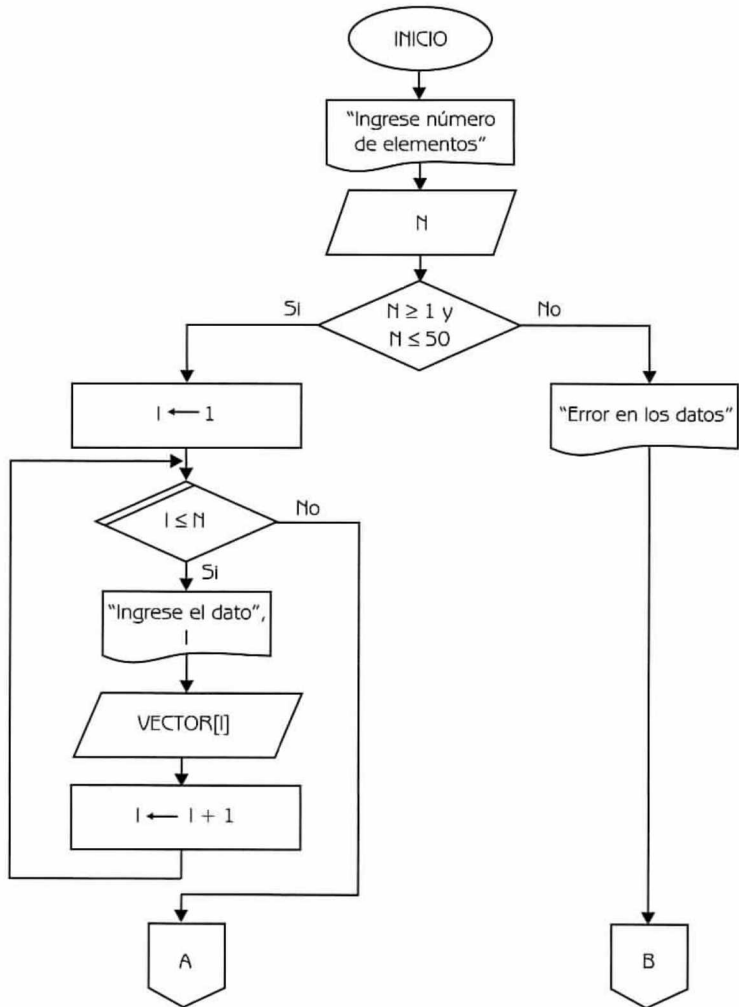 INICIO
"Ingrese número
de elementos"
N
N ≥ 1 y
N ≤ 50
Si
No
I ← 1
I ≤ N
No
Si
"Ingrese el dato",
I
VECTOR[I]
I ← I + 1
A
"Error en los datos"
B